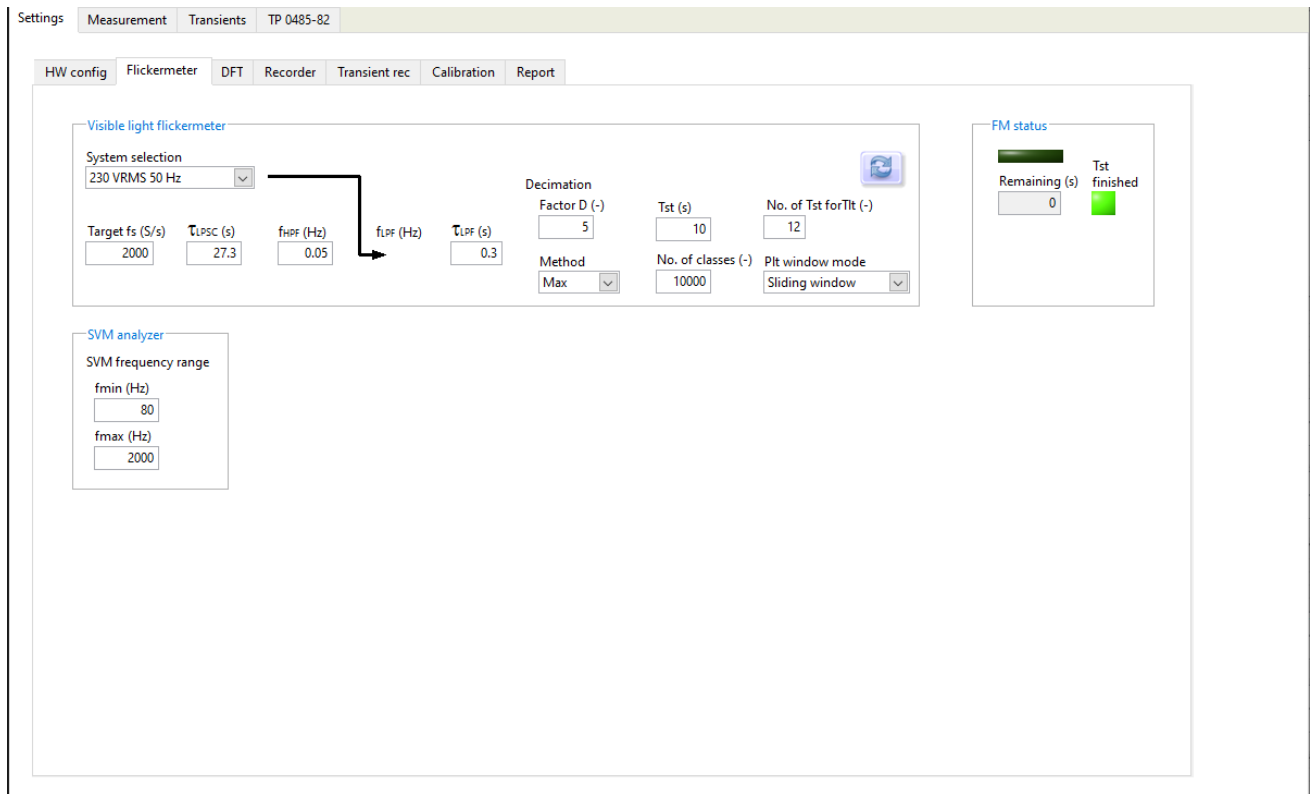 Settings Measurement Transients TP 0485-82
HW config Flickermeter DFT Recorder Transient rec Calibration Report
Visible light flickermeter
System selection
230 VRMS 50 Hz
Target fs (S/s) τLPSC (s) fHPF (Hz) fLPF (Hz) τLPF (s)
2000 27.3 0.05 0.3
Decimation
Factor D (-) Tst (s) No. of Tst forTlt (-)
5 10 12
Method No. of classes (-) Plt window mode
Max 10000 Sliding window
FM status
Remaining (s) Tst finished
0
SVM analyzer
SVM frequency range
fmin (Hz)
80
fmax (Hz)
2000